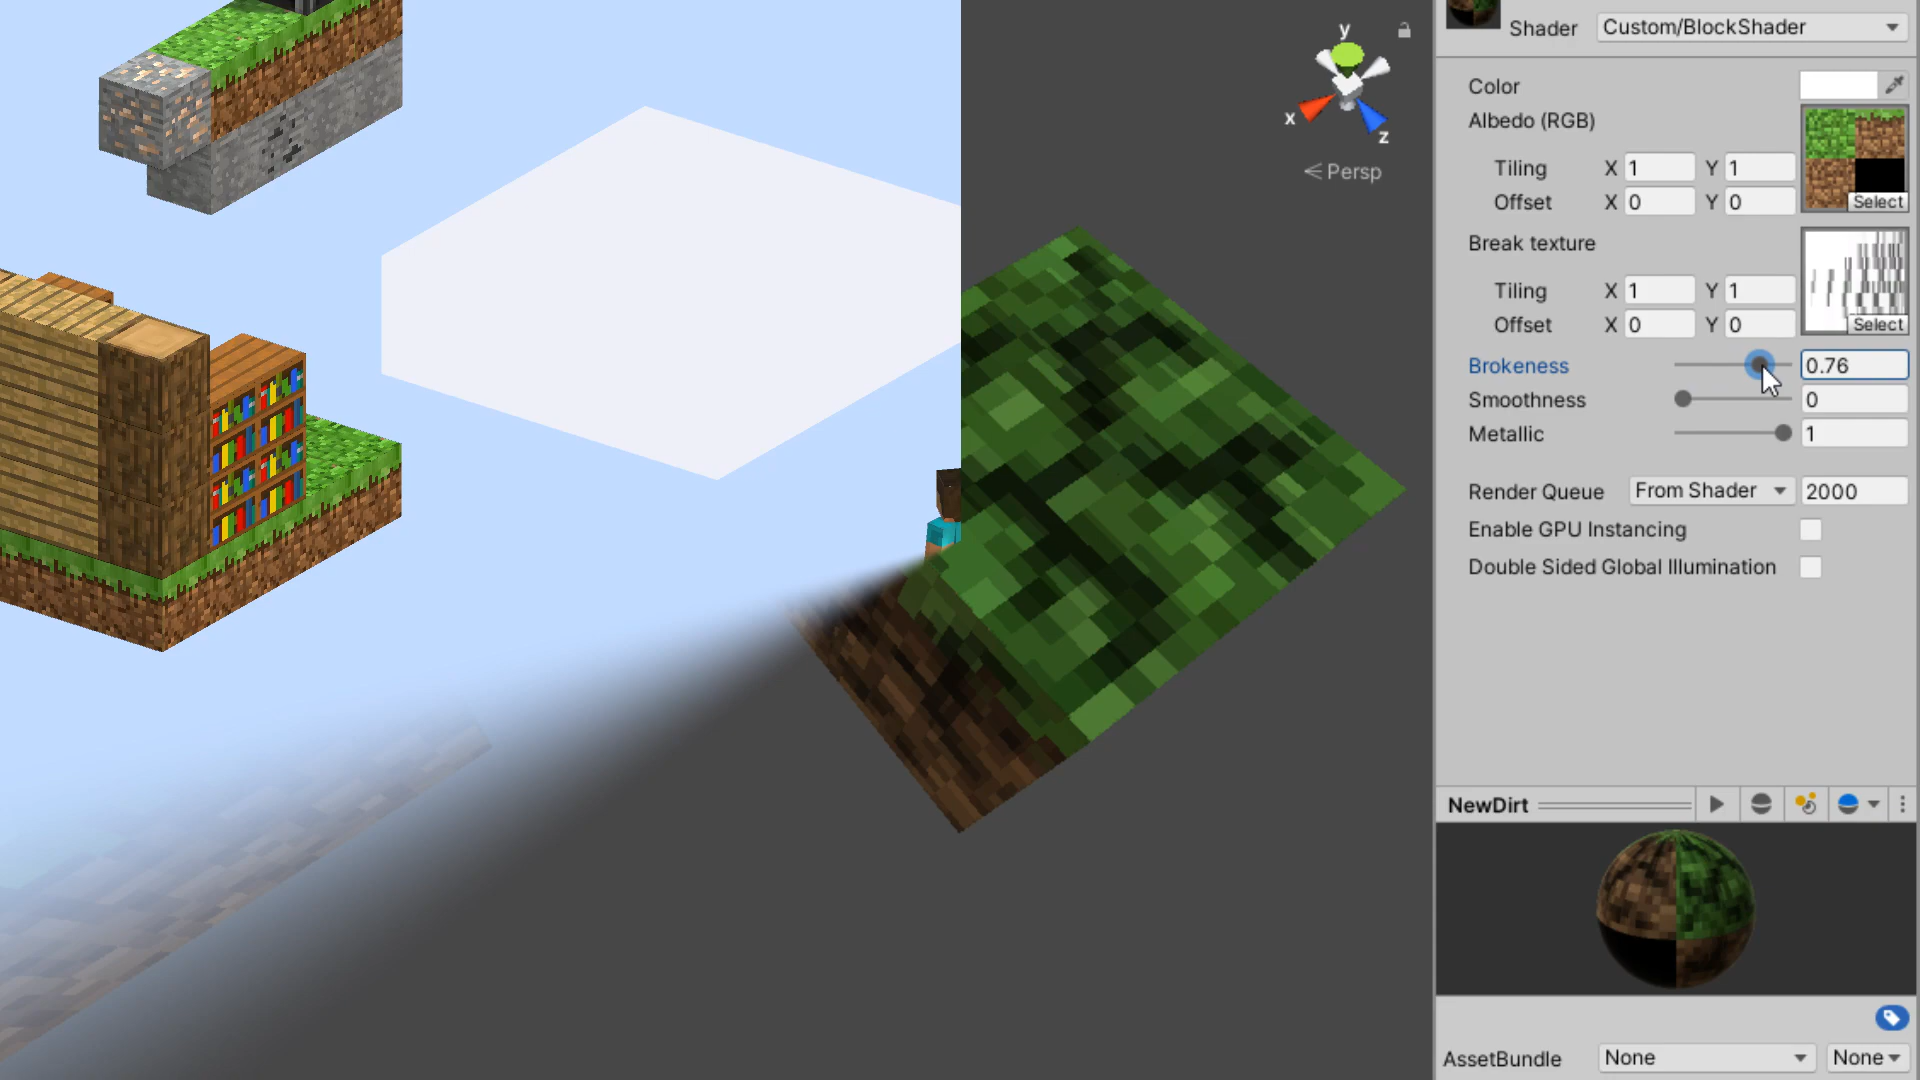 Shader Custom/BlockShader
y
x
z
Persp
Color
Albedo (RGB)
Tiling X 1 Y 1
Offset X 0 Y 0
Select
Break texture
Tiling X 1 Y 1
Offset X 0 Y 0
Select
Brokeness 0.76
Smoothness 0
Metallic 1
Render Queue From Shader 2000
Enable GPU Instancing
Double Sided Global Illumination
NewDirt
AssetBundle None None